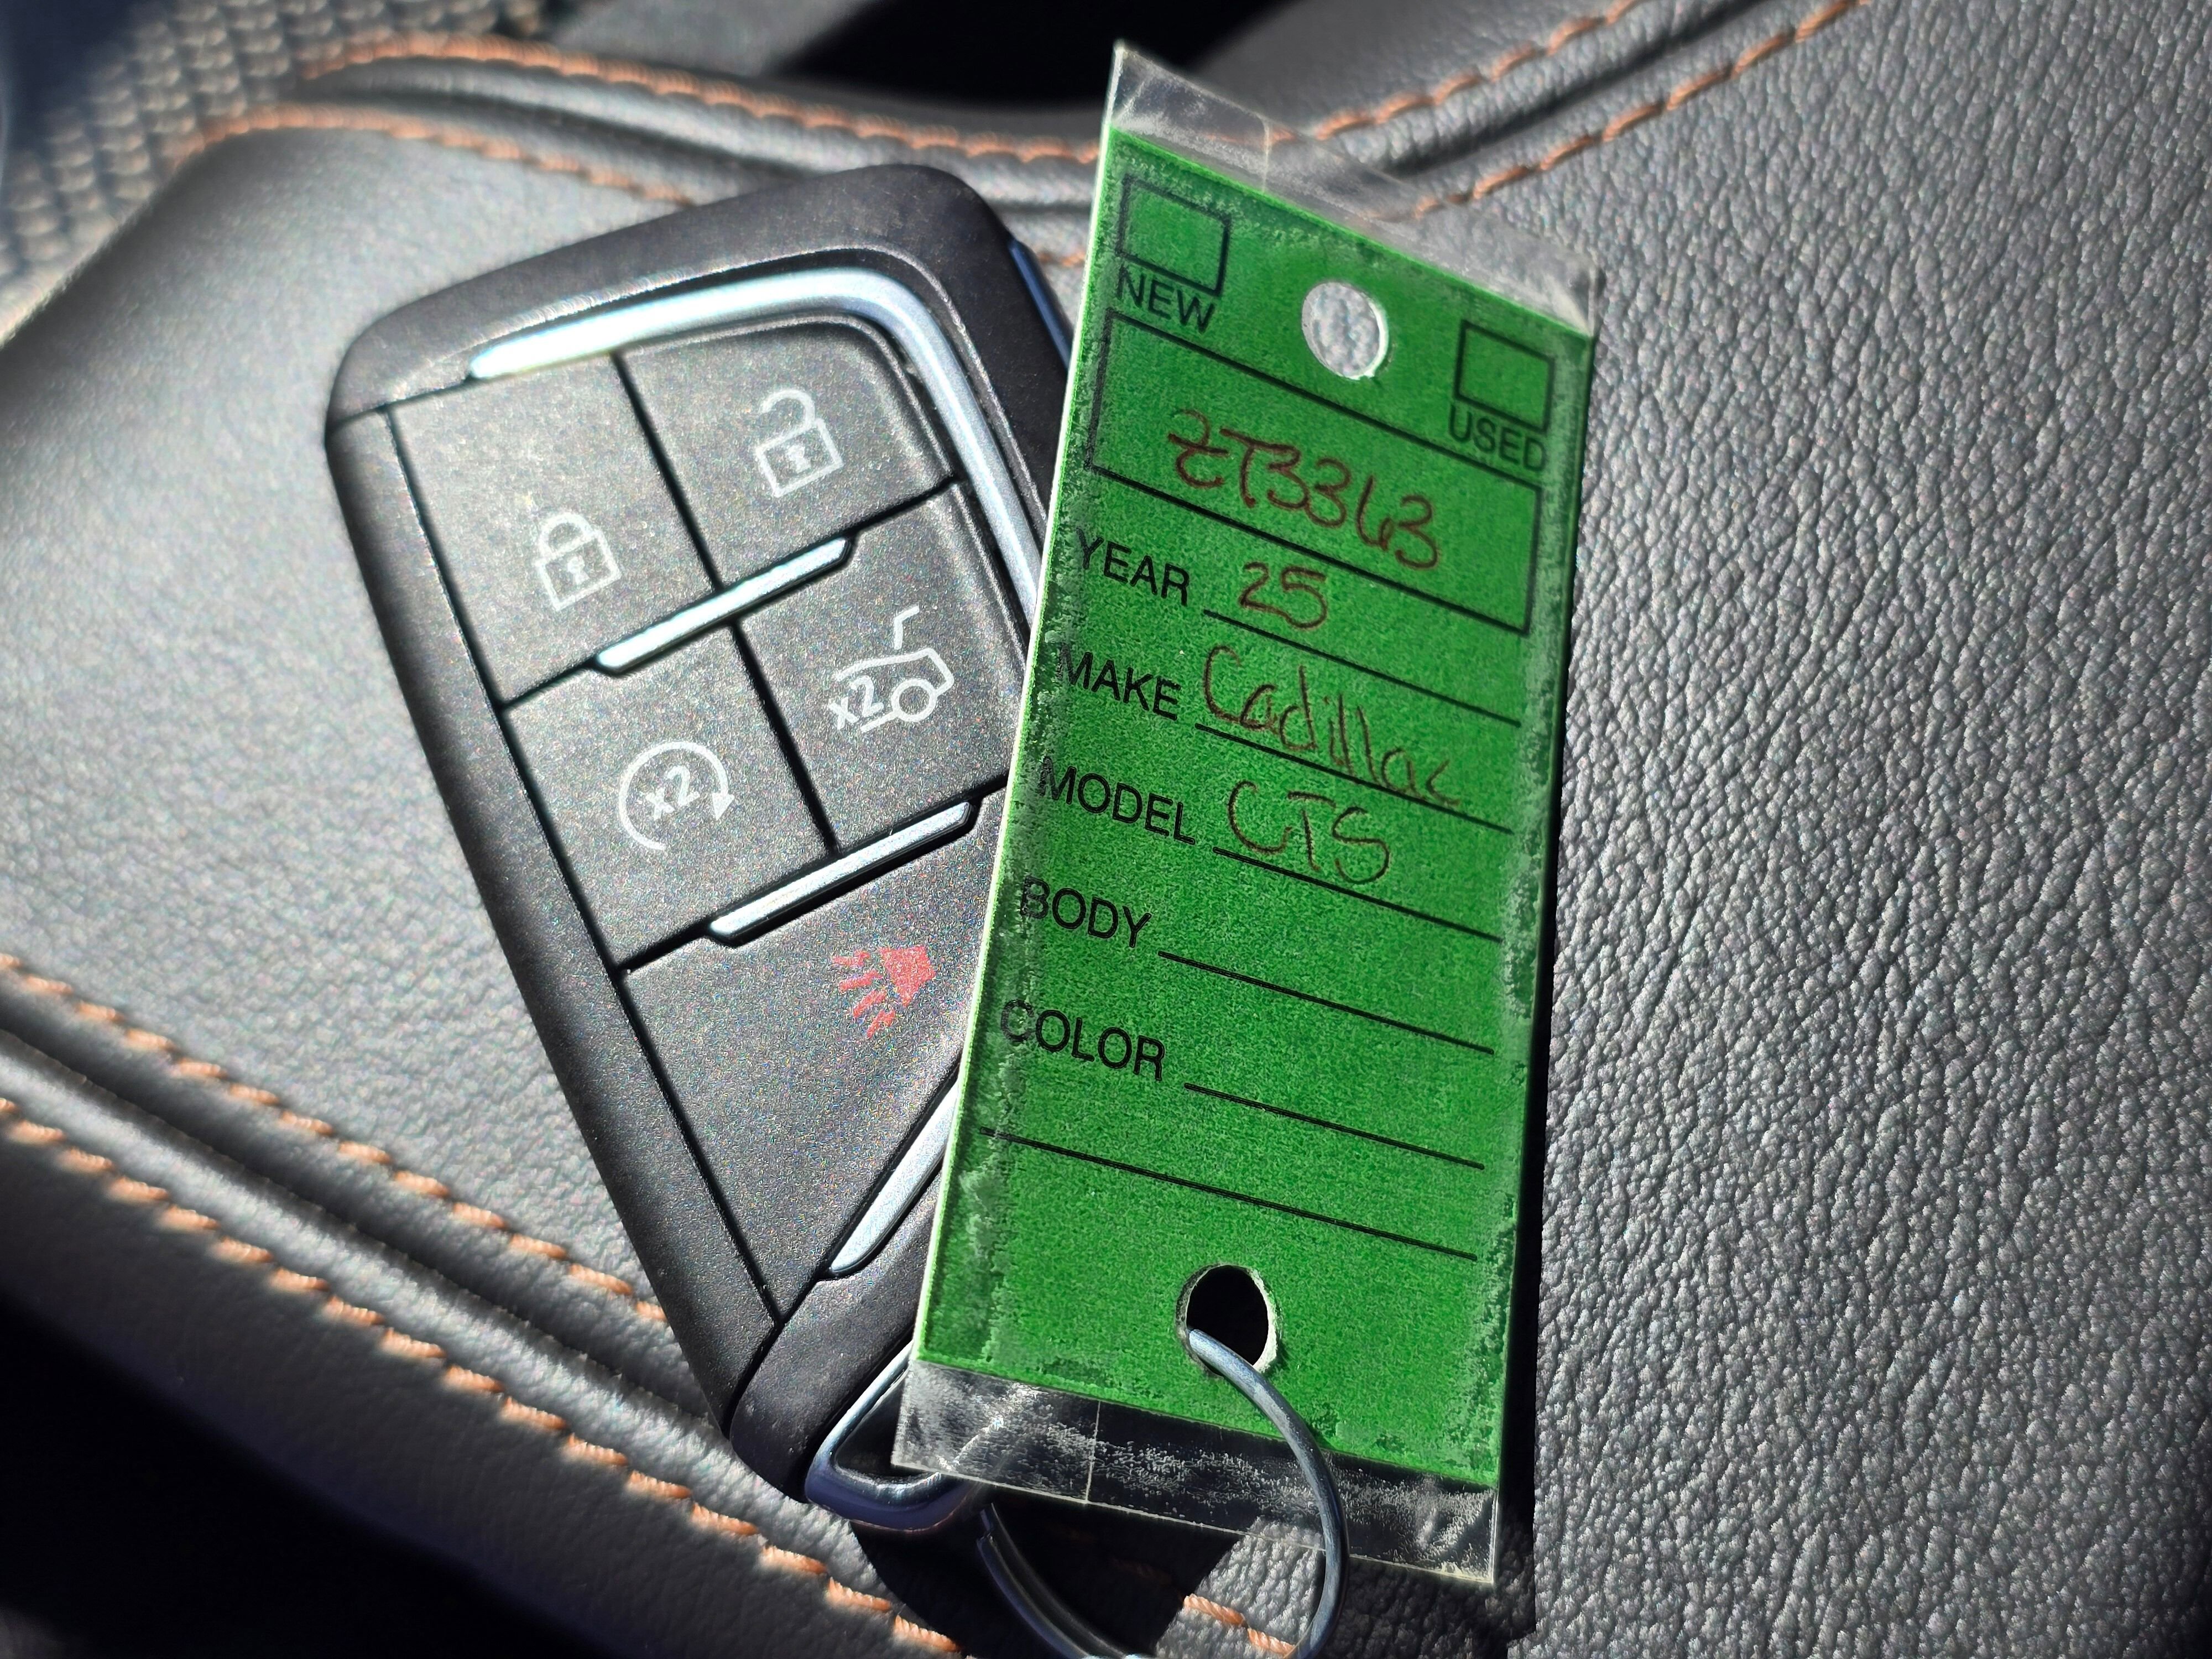 NEW
USED
ZT3363
YEAR 25
MAKE Cadillac
MODEL CTS
BODY
COLOR
x2
x2